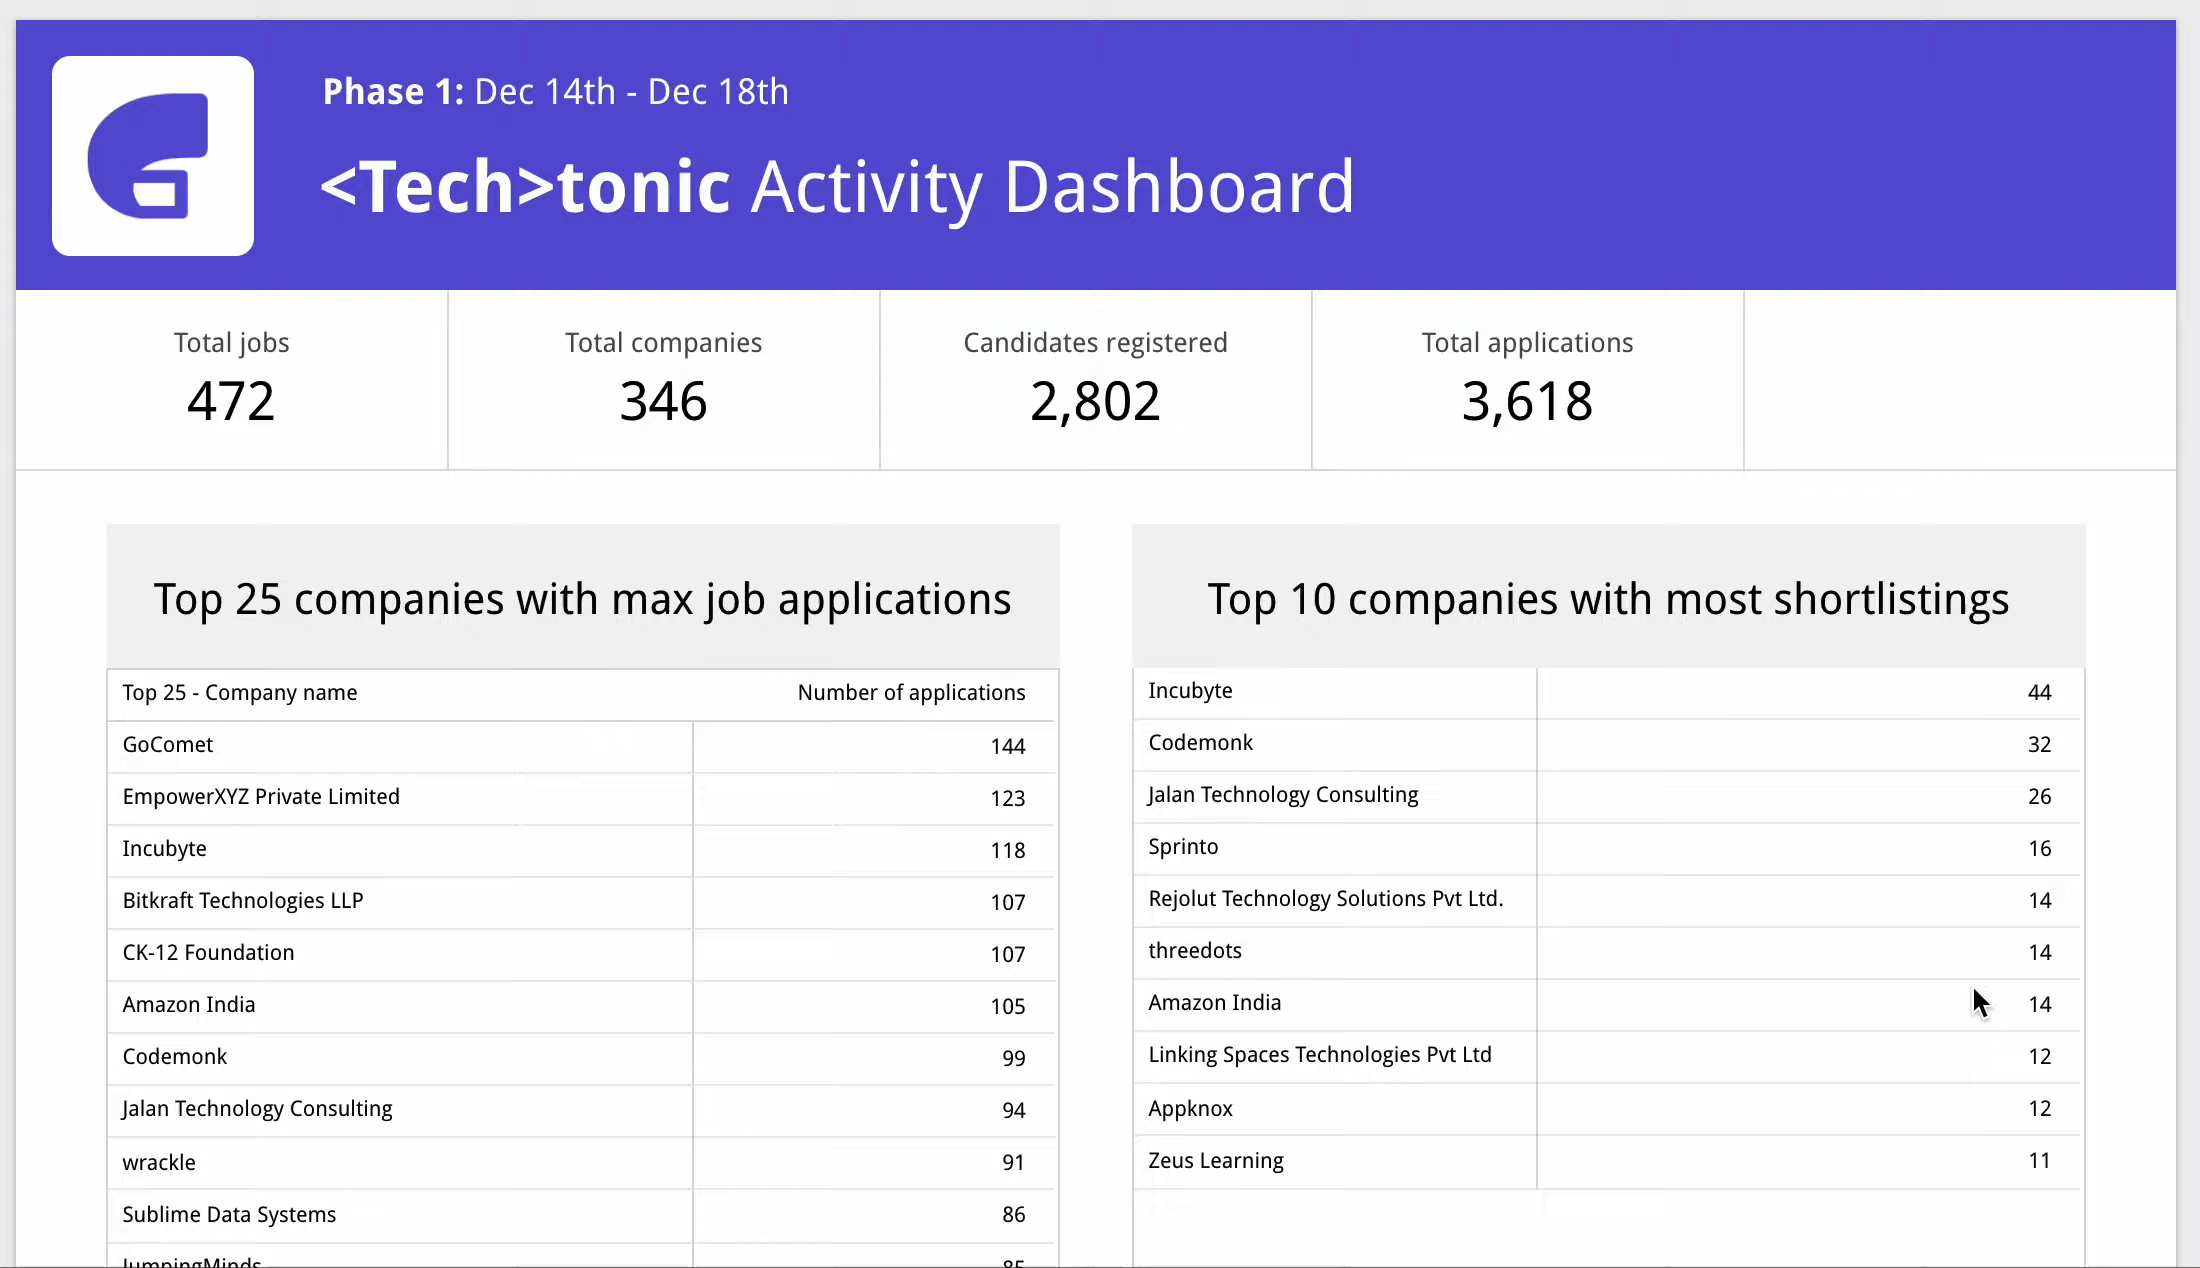 Phase 1: Dec 14th - Dec 18th
<Tech>tonic Activity Dashboard
Total jobs
472
Total companies
346
Candidates registered
2,802
Total applications
3,618
Top 25 companies with max job applications
Top 25 - Company name Number of applications
GoComet 144
EmpowerXYZ Private Limited 123
Incubyte 118
Bitkraft Technologies LLP 107
CK-12 Foundation 107
Amazon India 105
Codemonk 99
Jalan Technology Consulting 94
wrackle 91
Sublime Data Systems 86
JumpingMinds 85
Top 10 companies with most shortlistings
Incubyte 44
Codemonk 32
Jalan Technology Consulting 26
Sprinto 16
Rejolut Technology Solutions Pvt Ltd. 14
threedots 14
Amazon India 14
Linking Spaces Technologies Pvt Ltd 12
Appknox 12
Zeus Learning 11